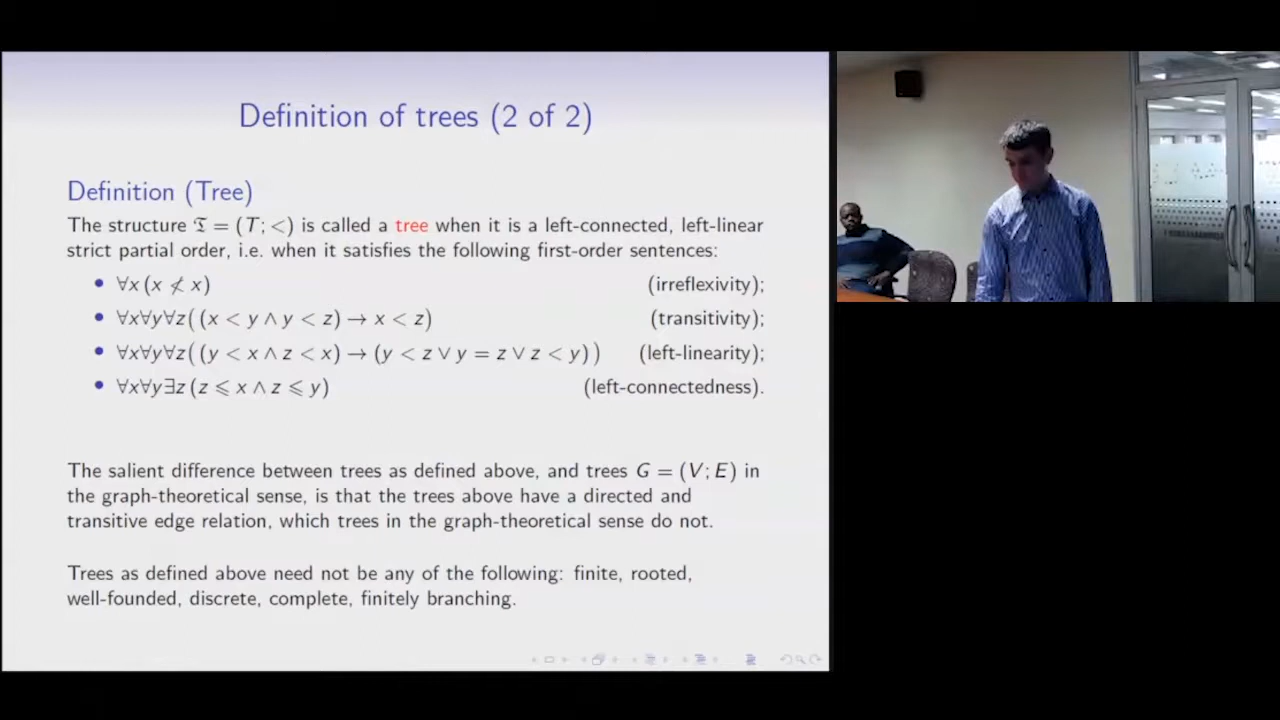 Definition of trees (2 of 2)
Definition (Tree)
The structure 𝔗 = (T; <) is called a tree when it is a left-connected, left-linear
strict partial order, i.e. when it satisfies the following first-order sentences:
• ∀x (x ≮ x) (irreflexivity);
• ∀x∀y∀z((x < y ∧ y < z) → x < z) (transitivity);
• ∀x∀y∀z((y < x ∧ z < x) → (y < z ∨ y = z ∨ z < y)) (left-linearity);
• ∀x∀y∃z (z ⩽ x ∧ z ⩽ y) (left-connectedness).
The salient difference between trees as defined above, and trees G = (V; E) in
the graph-theoretical sense, is that the trees above have a directed and
transitive edge relation, which trees in the graph-theoretical sense do not.
Trees as defined above need not be any of the following: finite, rooted,
well-founded, discrete, complete, finitely branching.